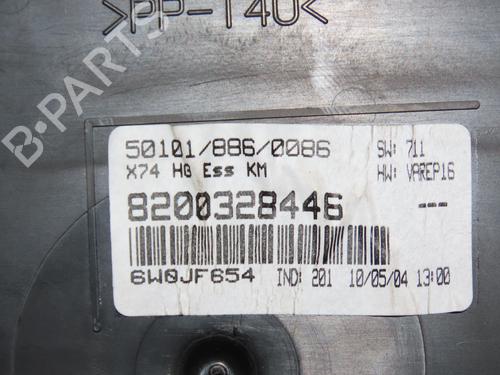 >PP-T40<
50101/886/0086 SW: 711
X74 HG Ess KM HW: VAREP16
8200328446 ---
6W0JF654 IND: 201 10/05/04 13:00
B-PARTS